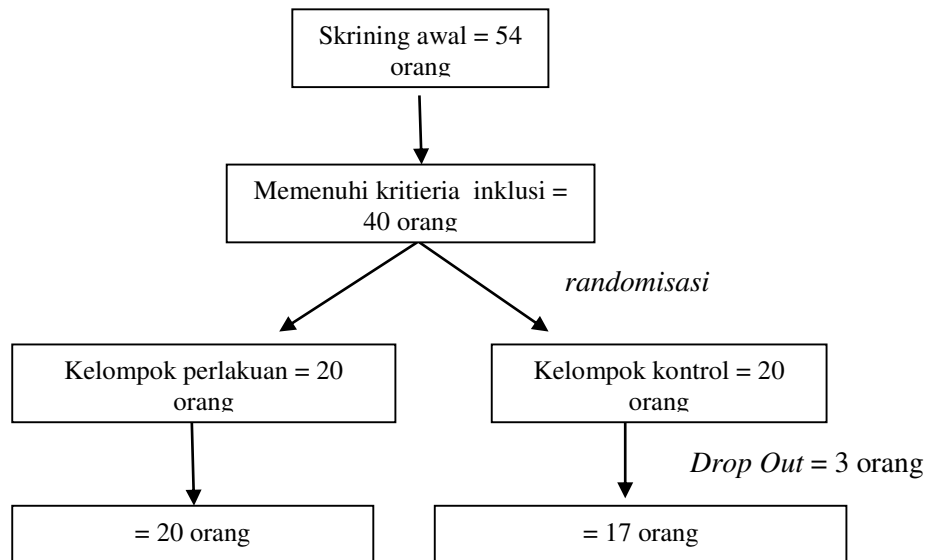 Skrining awal = 54
orang
Memenuhi kritieria inklusi =
40 orang
randomisasi
Kelompok perlakuan = 20
orang
Kelompok kontrol = 20
orang
Drop Out = 3 orang
= 20 orang
= 17 orang